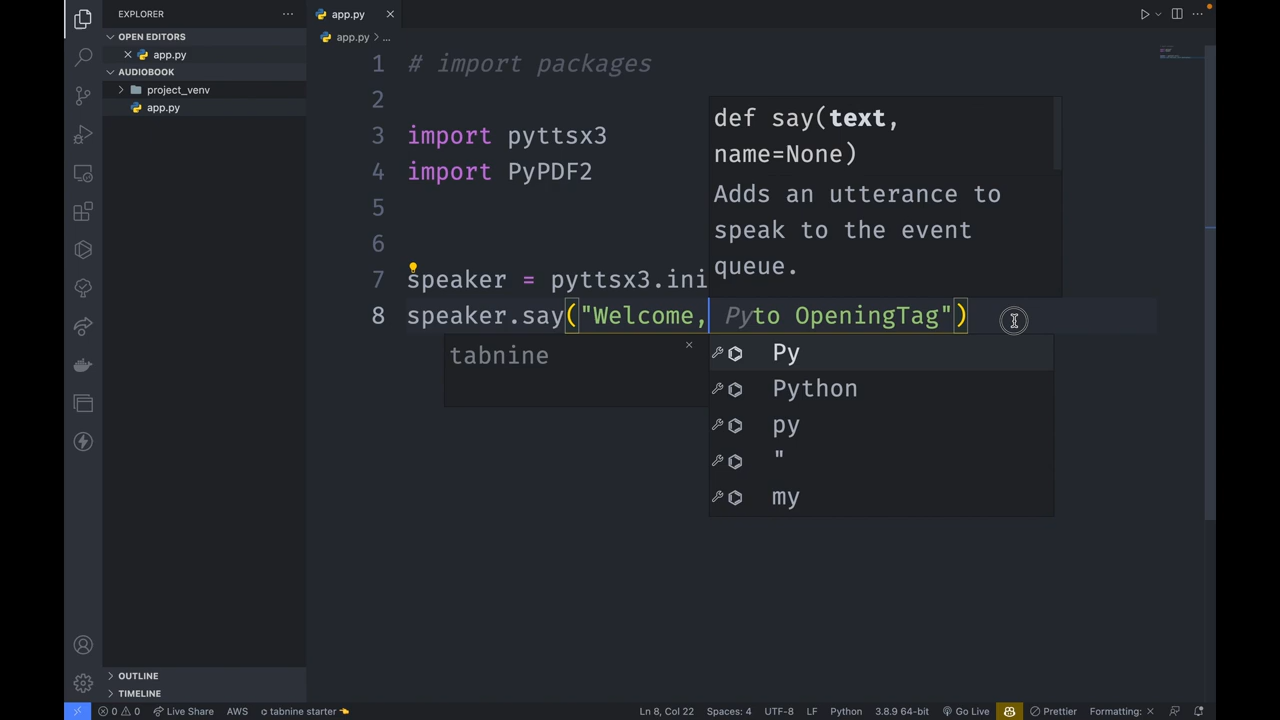 EXPLORER
OPEN EDITORS
app.py
AUDIOBOOK
project_venv
app.py
OUTLINE
TIMELINE
app.py
app.py > ...
1 # import packages
2
3 import pyttsx3
4 import PyPDF2
5
6
7 speaker = pyttsx3.ini
8 speaker.say("Welcome, Pyto OpeningTag")
def say(text,
name=None)
Adds an utterance to
speak to the event
queue.
tabnine
Py
Python
py
"
my
0 0 Live Share AWS tabnine starter Ln 8, Col 22 Spaces: 4 UTF-8 LF Python 3.8.9 64-bit Go Live Prettier Formatting: ×